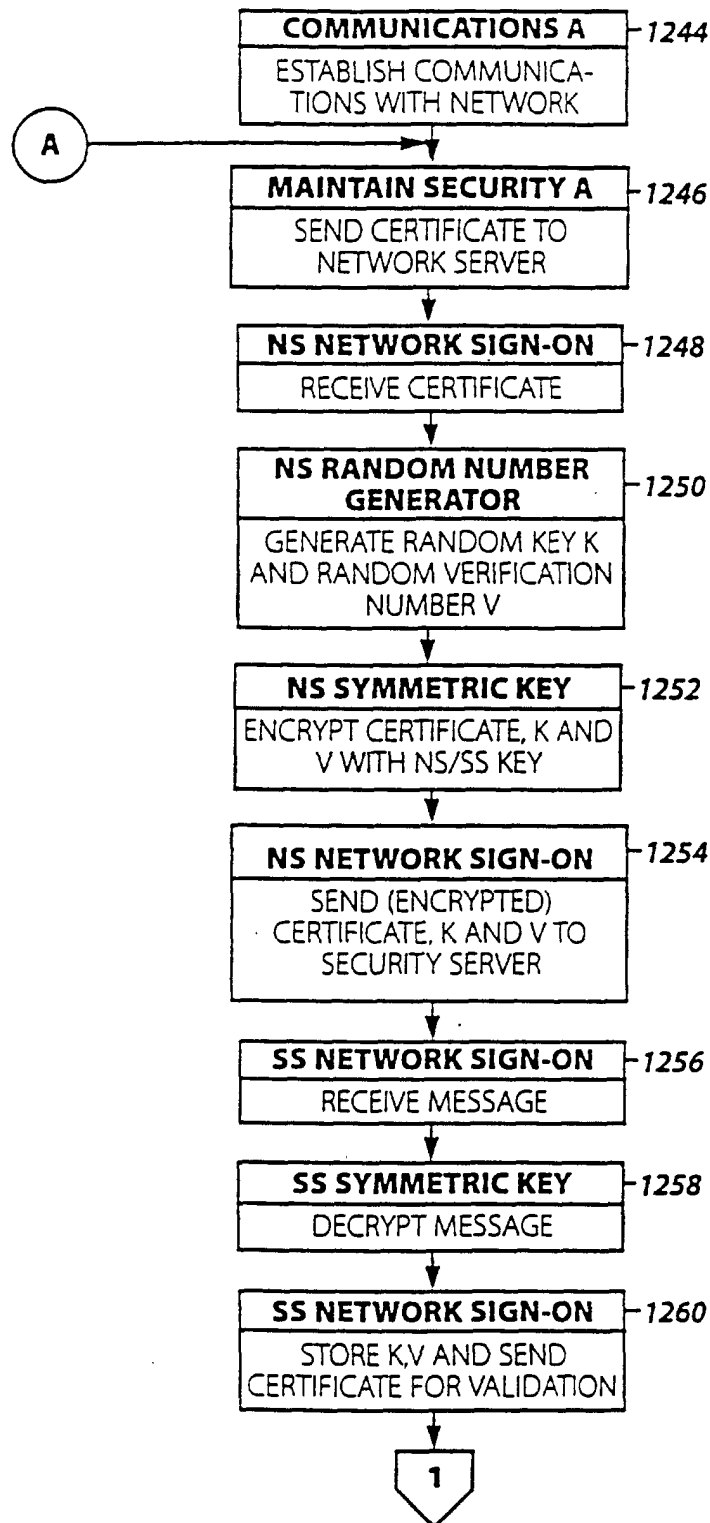 COMMUNICATIONS A
1244
ESTABLISH COMMUNICA-
TIONS WITH NETWORK
A
MAINTAIN SECURITY A
1246
SEND CERTIFICATE TO
NETWORK SERVER
NS NETWORK SIGN-ON
1248
RECEIVE CERTIFICATE
NS RANDOM NUMBER
GENERATOR
1250
GENERATE RANDOM KEY K
AND RANDOM VERIFICATION
NUMBER V
NS SYMMETRIC KEY
1252
ENCRYPT CERTIFICATE, K AND
V WITH NS/SS KEY
NS NETWORK SIGN-ON
1254
SEND (ENCRYPTED)
CERTIFICATE, K AND V TO
SECURITY SERVER
SS NETWORK SIGN-ON
1256
RECEIVE MESSAGE
SS SYMMETRIC KEY
1258
DECRYPT MESSAGE
SS NETWORK SIGN-ON
1260
STORE K,V AND SEND
CERTIFICATE FOR VALIDATION
1